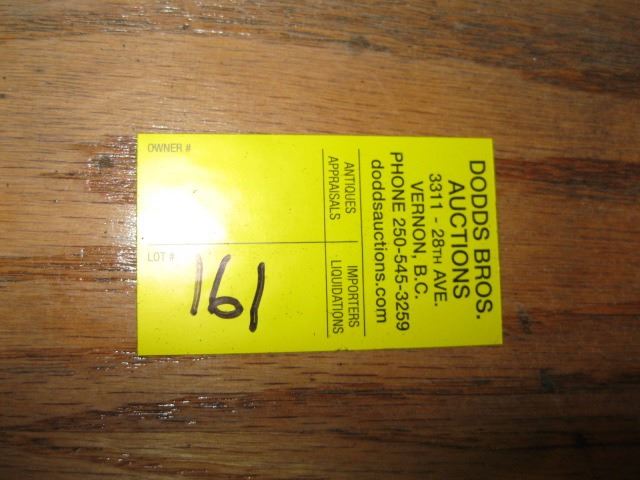 DODDS BROS.
AUCTIONS
3311 - 28TH AVE.
VERNON, B.C.
PHONE 250-545-3259
doddsauctions.com
ANTIQUES IMPORTERS
APPRAISALS LIQUIDATIONS
OWNER #
LOT #
161